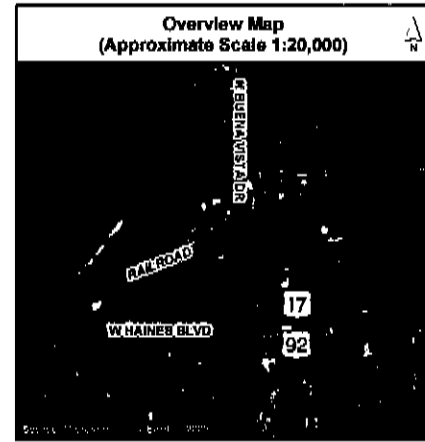 Overview Map
(Approximate Scale 1:20,000)
N
N BUENA VISTA DR
RAILROAD
17
W HAINES BLVD
92